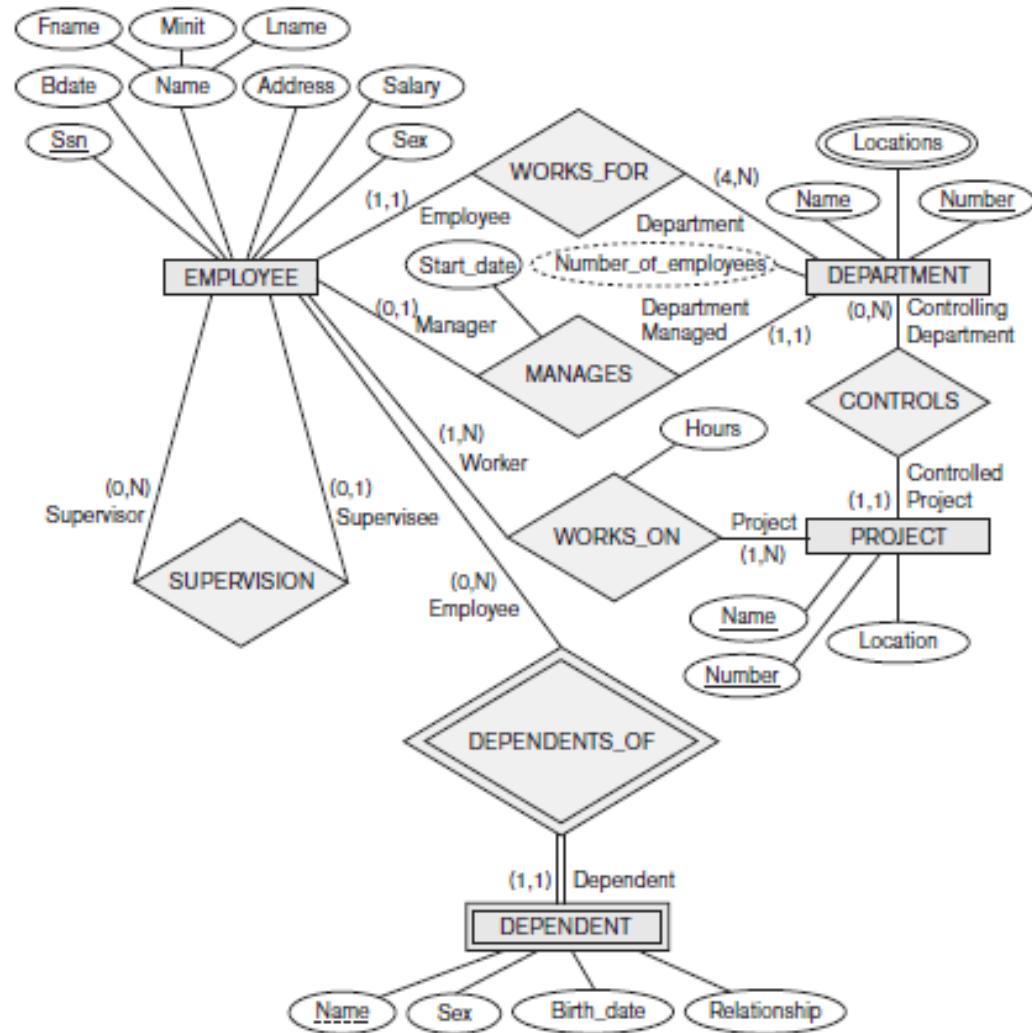 Fname
Minit
Lname
Bdate
Name
Address
Salary
Ssn
Sex
WORKS_FOR
Locations
Name
Number
(1,1)
Employee
(4,N)
Department
Start_date
Number_of_employees
EMPLOYEE
DEPARTMENT
(0,1)
Manager
Department
Managed
(1,1)
(0,N)
Controlling
Department
MANAGES
CONTROLS
Hours
(1,N)
Worker
(0,N)
Supervisor
(0,1)
Supervisee
Controlled
Project
(1,1)
WORKS_ON
Project
(1,N)
PROJECT
SUPERVISION
(0,N)
Employee
Name
Number
Location
DEPENDENTS_OF
(1,1)
Dependent
DEPENDENT
Name
Sex
Birth_date
Relationship